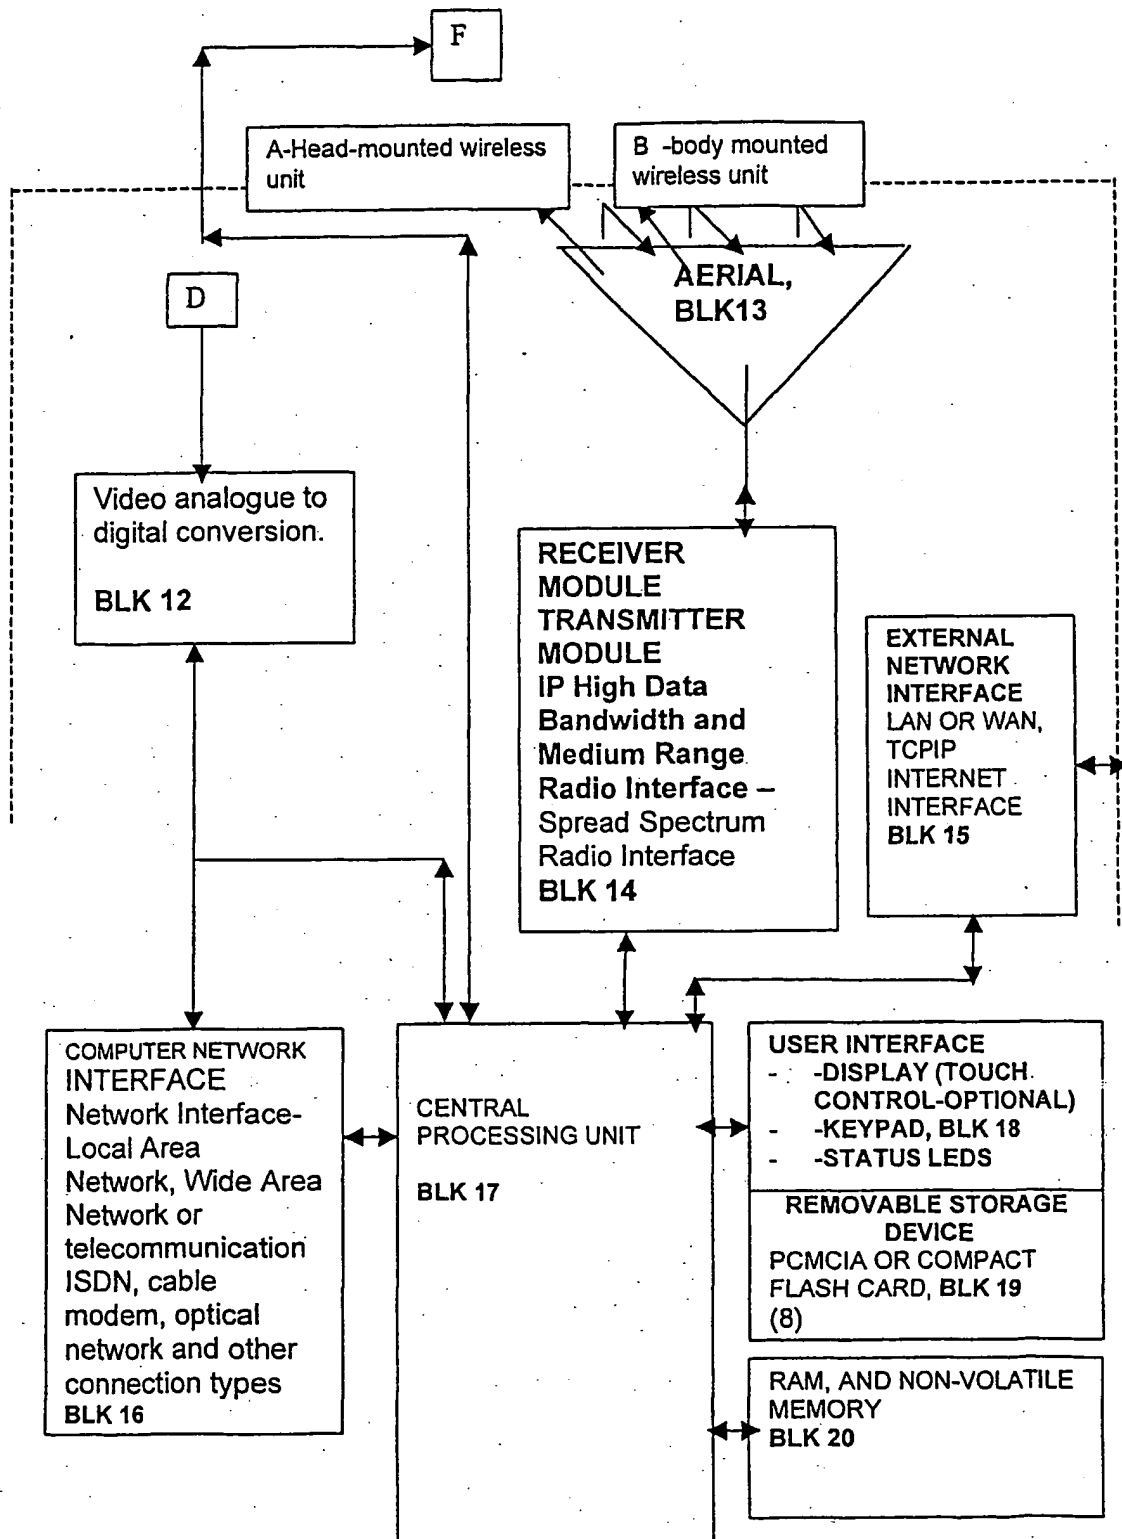 F
A-Head-mounted wireless
unit
B -body mounted
wireless unit
D
AERIAL,
BLK13
Video analogue to
digital conversion.
BLK 12
RECEIVER
MODULE
TRANSMITTER
MODULE
IP High Data
Bandwidth and
Medium Range
Radio Interface –
Spread Spectrum
Radio Interface
BLK 14
EXTERNAL
NETWORK
INTERFACE
LAN OR WAN,
TCPIP
INTERNET
INTERFACE
BLK 15
COMPUTER NETWORK
INTERFACE
Network Interface-
Local Area
Network, Wide Area
Network or
telecommunication
ISDN, cable
modem, optical
network and other
connection types
BLK 16
CENTRAL
PROCESSING UNIT
BLK 17
USER INTERFACE
- -DISPLAY (TOUCH
CONTROL-OPTIONAL)
- -KEYPAD, BLK 18
- -STATUS LEDS
REMOVABLE STORAGE
DEVICE
PCMCIA OR COMPACT
FLASH CARD, BLK 19
(8)
RAM, AND NON-VOLATILE
MEMORY
BLK 20